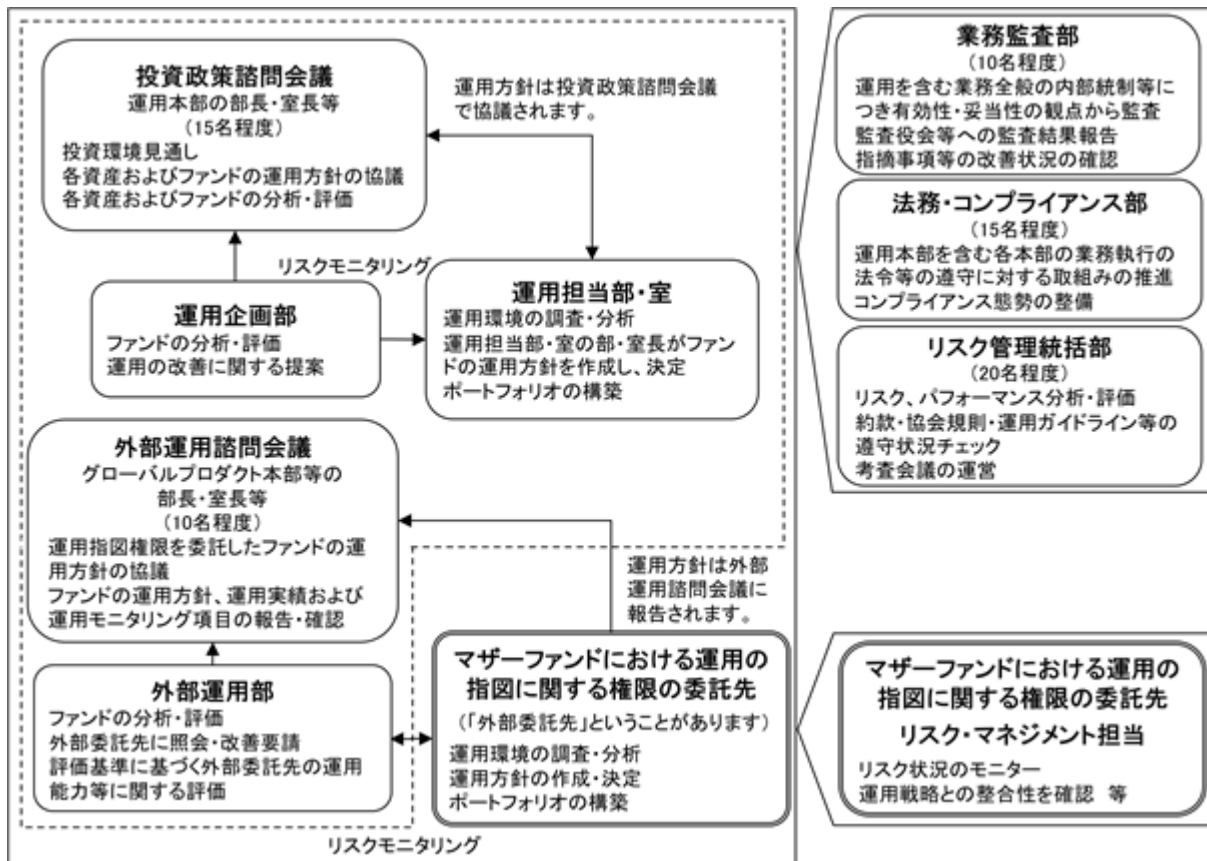 投資政策諮問会議
運用本部の部長・室長等
(15名程度)
投資環境見通し
各資産およびファンドの運用方針の協議
各資産およびファンドの分析・評価
運用方針は投資政策諮問会議
で協議されます。
リスクモニタリング
運用企画部
ファンドの分析・評価
運用の改善に関する提案
運用担当部・室
運用環境の調査・分析
運用担当部・室の部・室長がファン
ドの運用方針を作成し、決定
ポートフォリオの構築
外部運用諮問会議
グローバルプロダクト本部等の
部長・室長等
(10名程度)
運用指図権限を委託したファンドの運
用方針の協議
ファンドの運用方針、運用実績および
運用モニタリング項目の報告・確認
運用方針は外部
運用諮問会議に
報告されます。
外部運用部
ファンドの分析・評価
外部委託先に照会・改善要請
評価基準に基づく外部委託先の運用
能力等に関する評価
マザーファンドにおける運用の
指図に関する権限の委託先
(「外部委託先」ということがあります)
運用環境の調査・分析
運用方針の作成・決定
ポートフォリオの構築
リスクモニタリング
業務監査部
(10名程度)
運用を含む業務全般の内部統制等に
つき有効性・妥当性の観点から監査
監査役会等への監査結果報告
指摘事項等の改善状況の確認
法務・コンプライアンス部
(15名程度)
運用本部を含む各本部の業務執行の
法令等の遵守に対する取組みの推進
コンプライアンス態勢の整備
リスク管理統括部
(20名程度)
リスク、パフォーマンス分析・評価
約款・協会規則・運用ガイドライン等の
遵守状況チェック
考査会議の運営
マザーファンドにおける運用の
指図に関する権限の委託先
リスク・マネジメント担当
リスク状況のモニター
運用戦略との整合性を確認 等